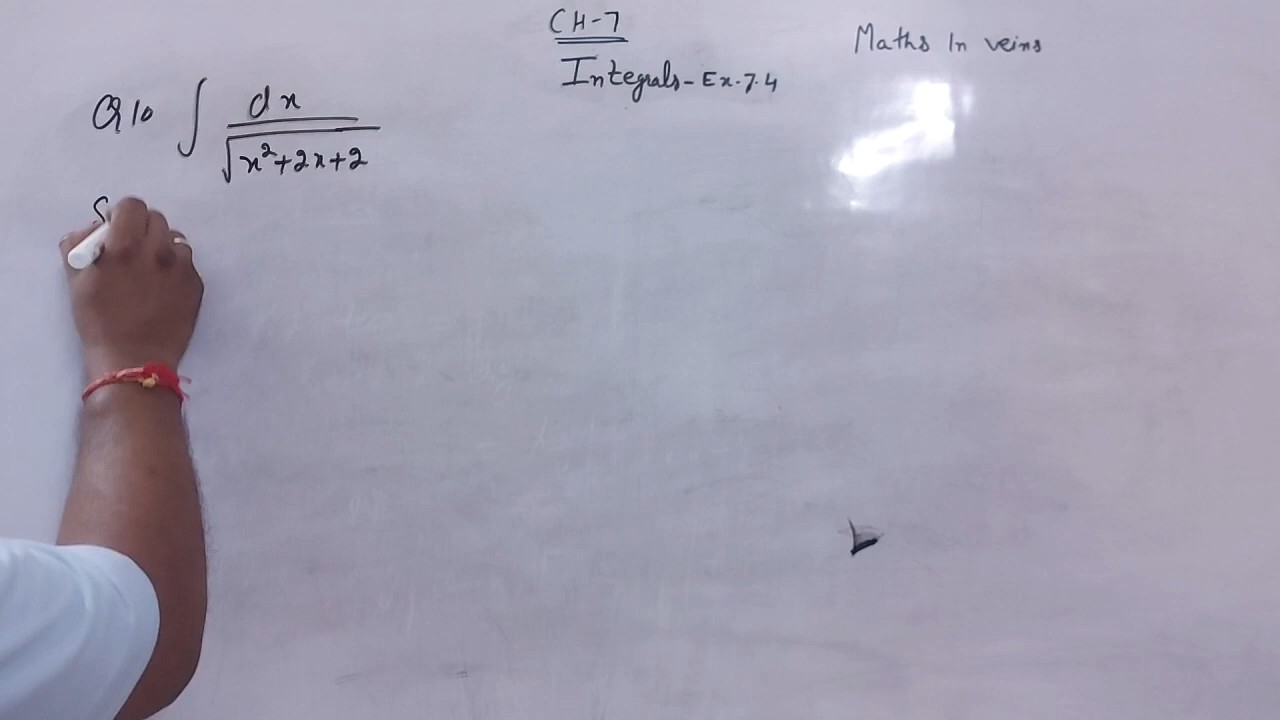 CH-7
Integrals - Ex. 7.4
Maths In veins
Q10 ∫ dx / √x²+2x+2
S